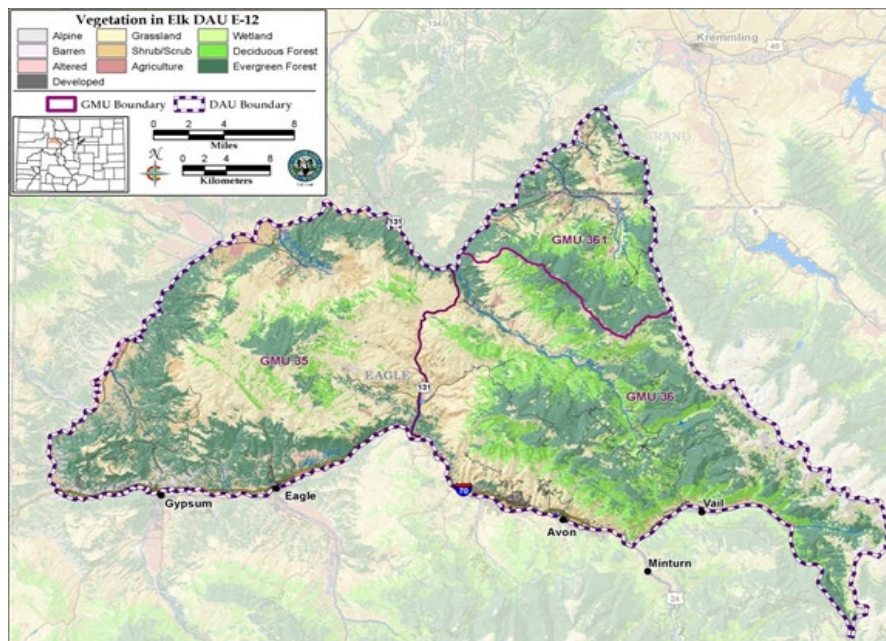 Vegetation in Elk DAU E-12
Alpine Grassland Wetland
Barren Shrub/Scrub Deciduous Forest
Altered Agriculture Evergreen Forest
Developed
GMU Boundary DAU Boundary
0 2 4 8
Miles
N
0 2 4 8
Kilometers
134
Kremmling
40
GRAND
9
131
GMU 361
GMU 35
EAGLE
131
GMU 36
SUMMIT
Gypsum
Eagle
70
Avon
Vail
Minturn
24